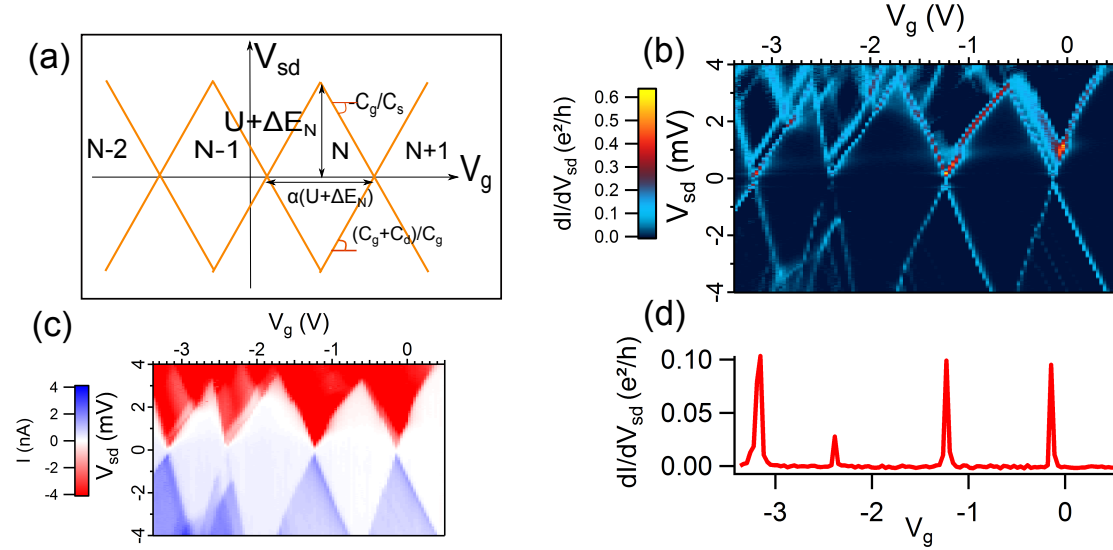 (a)
V_sd
U+ΔE_N
-C_g/C_s
N-2
N-1
N
N+1
V_g
α(U+ΔE_N)
(C_g+C_d)/C_g
(b)
V_g (V)
-3 -2 -1 0
dI/dV_sd (e²/h)
0.6
0.5
0.4
0.3
0.2
0.1
0.0
V_sd (mV)
4
2
0
-2
-4
(c)
V_g (V)
-3 -2 -1 0
I (nA)
4
2
0
-2
-4
V_sd (mV)
4
2
0
-2
-4
(d)
dI/dV_sd (e²/h)
0.10
0.05
0.00
-3 -2 -1 0
V_g